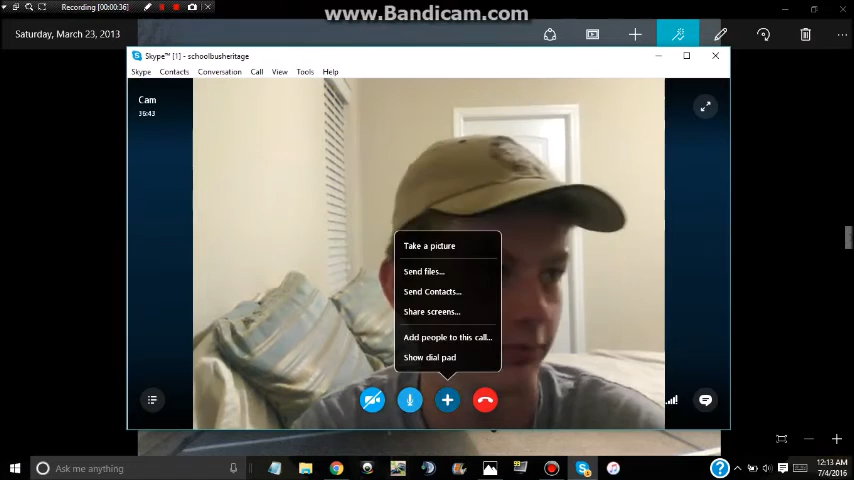 Recording [00:00:36]
www.Bandicam.com
Saturday, March 23, 2013
Skype™ [1] - schoolbusheritage
Skype Contacts Conversation Call View Tools Help
Cam
36:43
Take a picture
Send files...
Send Contacts...
Share screens...
Add people to this call...
Show dial pad
Ask me anything
99
12:13 AM
7/4/2016